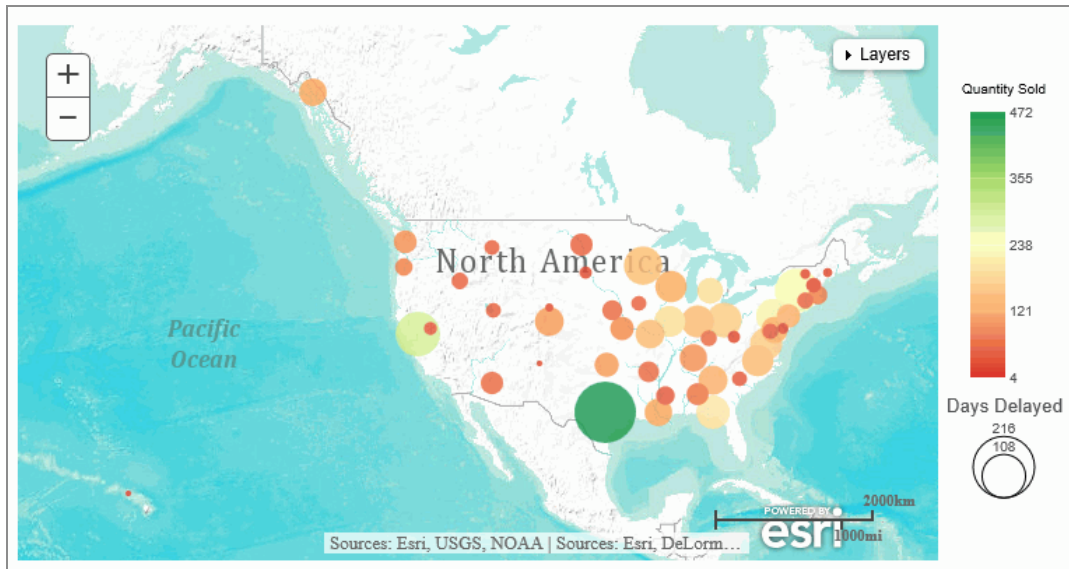 +
−
Layers
North America
Pacific
Ocean
2000km
1000mi
POWERED BY
esri
Sources: Esri, USGS, NOAA | Sources: Esri, DeLorm…
Quantity Sold
472
355
238
121
4
Days Delayed
216
108